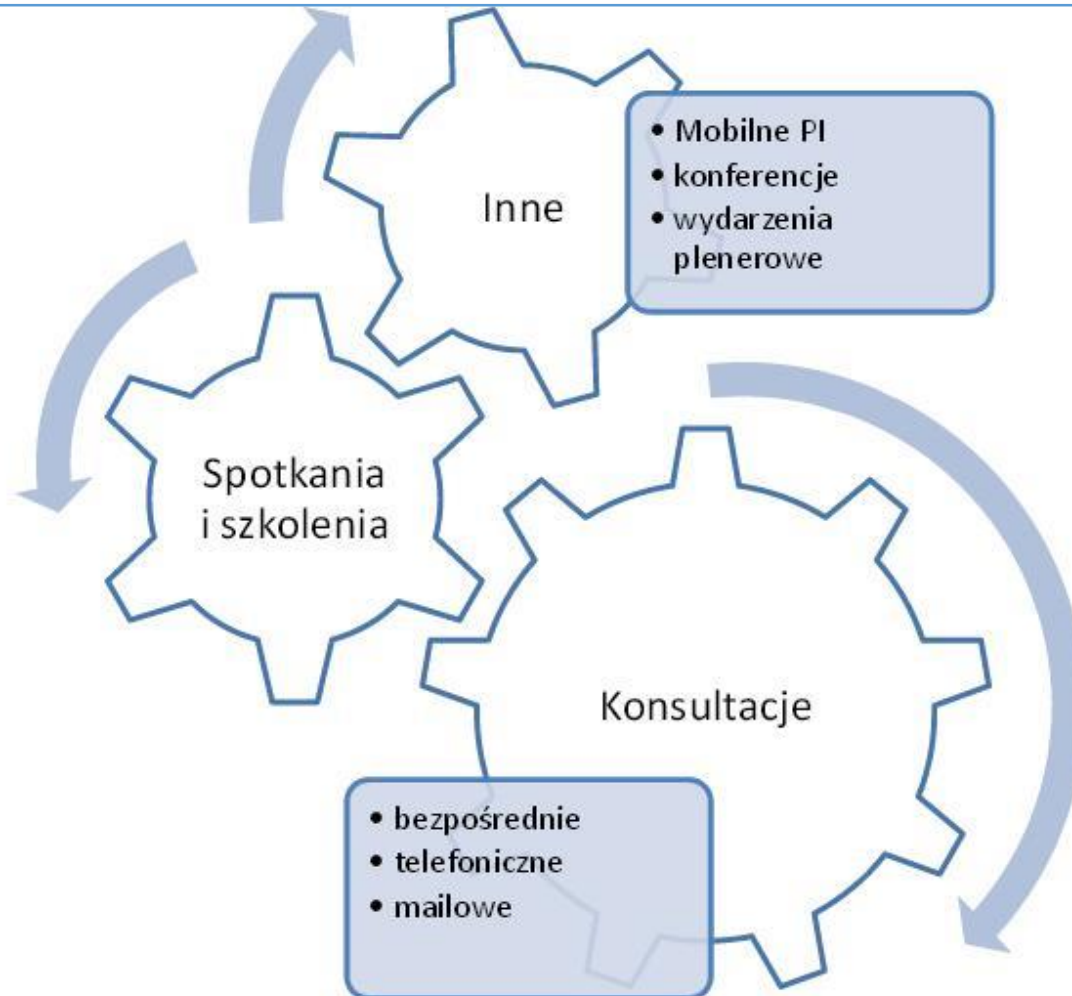 Inne
• Mobilne PI
• konferencje
• wydarzenia
plenerowe
Spotkania
i szkolenia
Konsultacje
• bezpośrednie
• telefoniczne
• mailowe